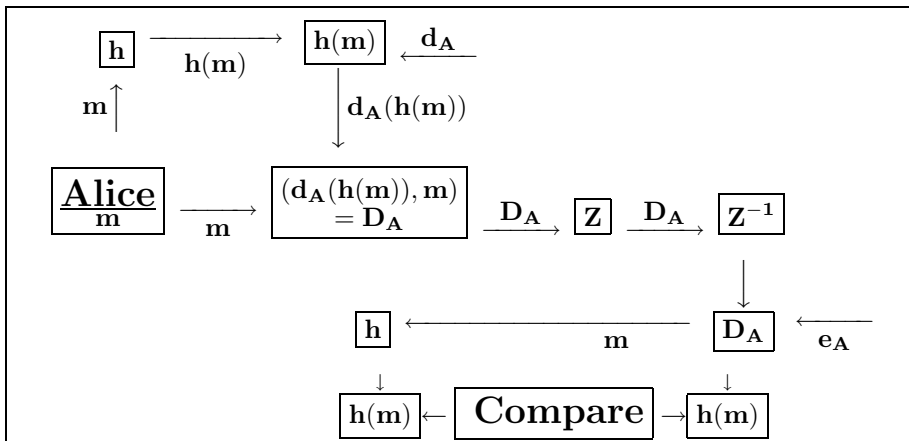 h
h(m)
h(m)
d_A
m
d_A(h(m))
Alice
m
m
(d_A(h(m)), m)
= D_A
D_A
Z
D_A
Z^{-1}
h
m
D_A
e_A
h(m)
Compare
h(m)